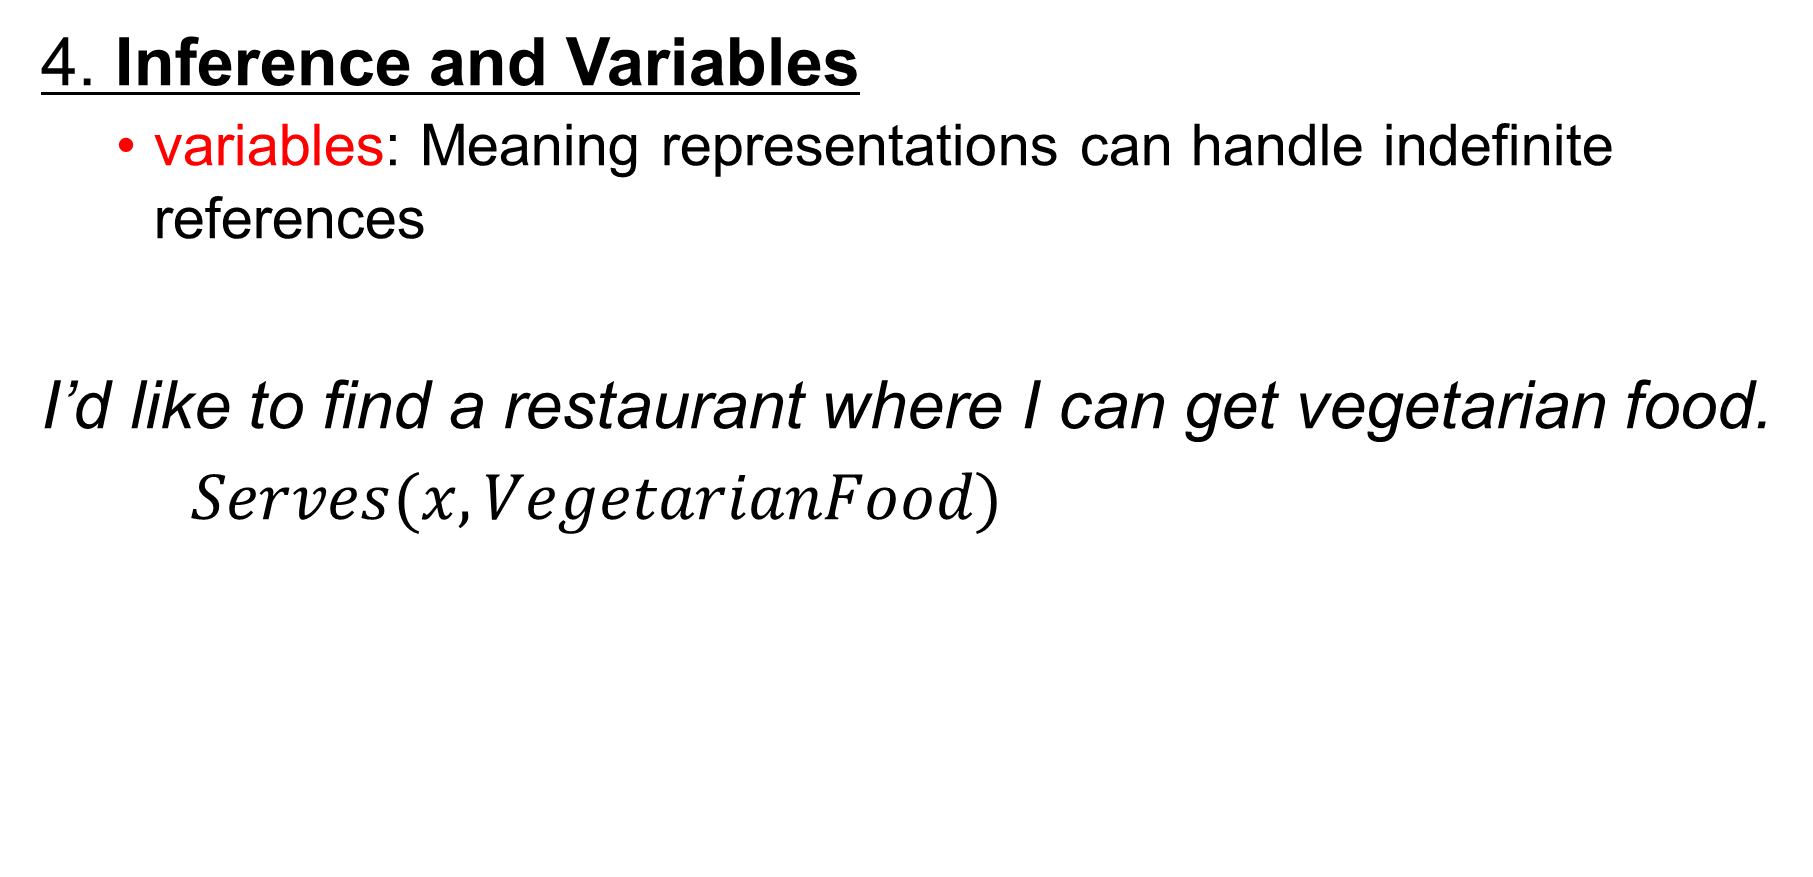 4. Inference and Variables
• variables: Meaning representations can handle indefinite
references
I’d like to find a restaurant where I can get vegetarian food.
𝑆𝑒𝑟𝑣𝑒𝑠(𝑥,𝑉𝑒𝑔𝑒𝑡𝑎𝑟𝑖𝑎𝑛𝐹𝑜𝑜𝑑)